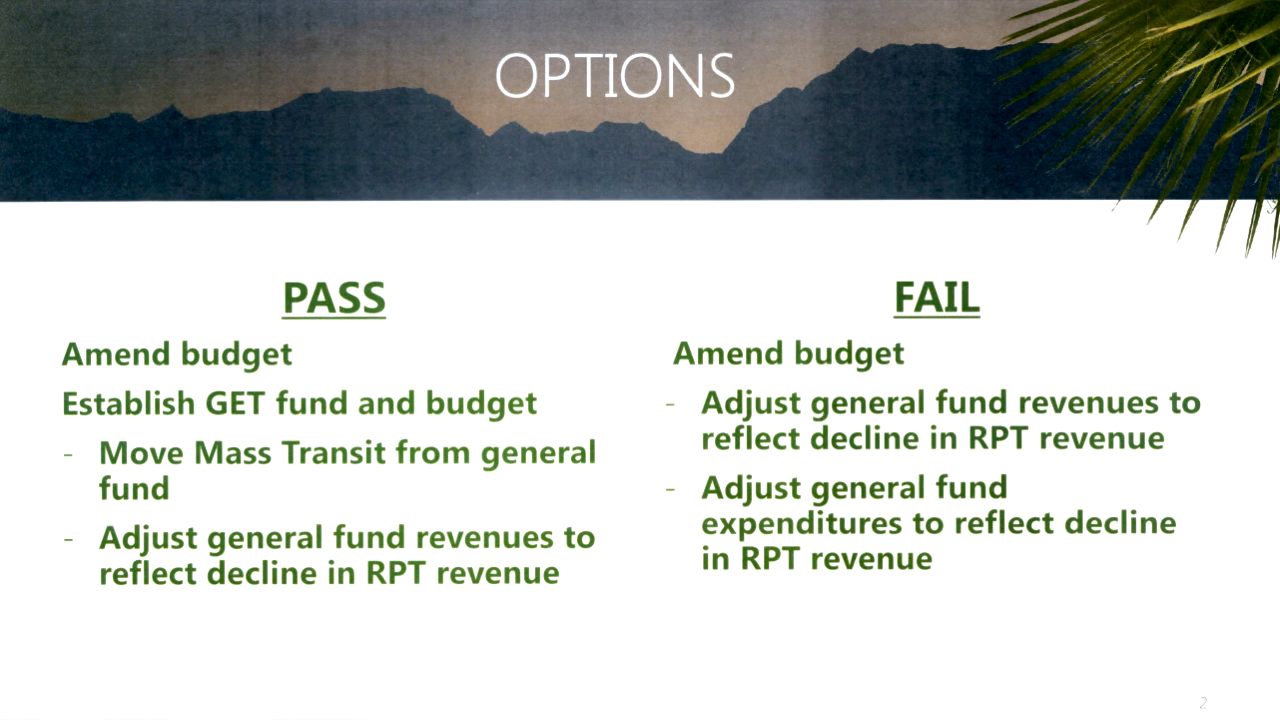 OPTIONS
PASS
Amend budget
Establish GET fund and budget
- Move Mass Transit from general
fund
- Adjust general fund revenues to
reflect decline in RPT revenue
FAIL
Amend budget
- Adjust general fund revenues to
reflect decline in RPT revenue
- Adjust general fund
expenditures to reflect decline
in RPT revenue
2